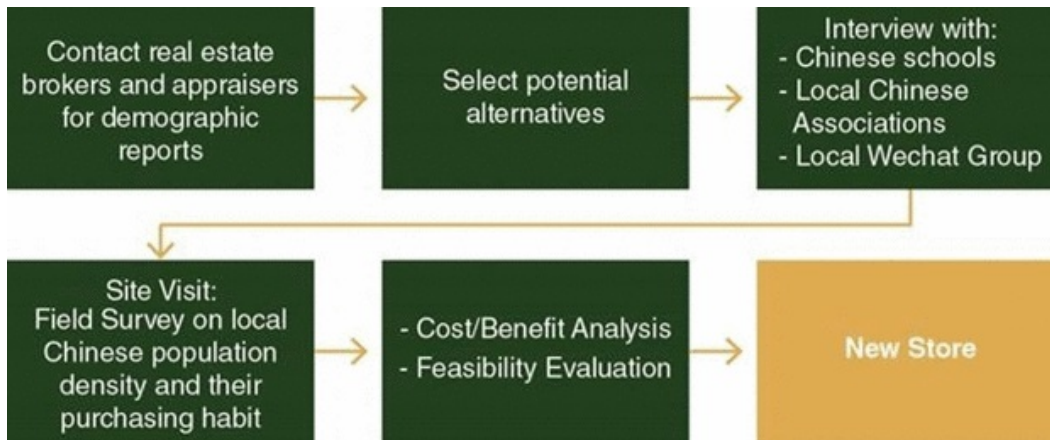 Contact real estate
brokers and appraisers
for demographic
reports
Select potential
alternatives
Interview with:
- Chinese schools
- Local Chinese
Associations
- Local Wechat Group
Site Visit:
Field Survey on local
Chinese population
density and their
purchasing habit
- Cost/Benefit Analysis
- Feasibility Evaluation
New Store